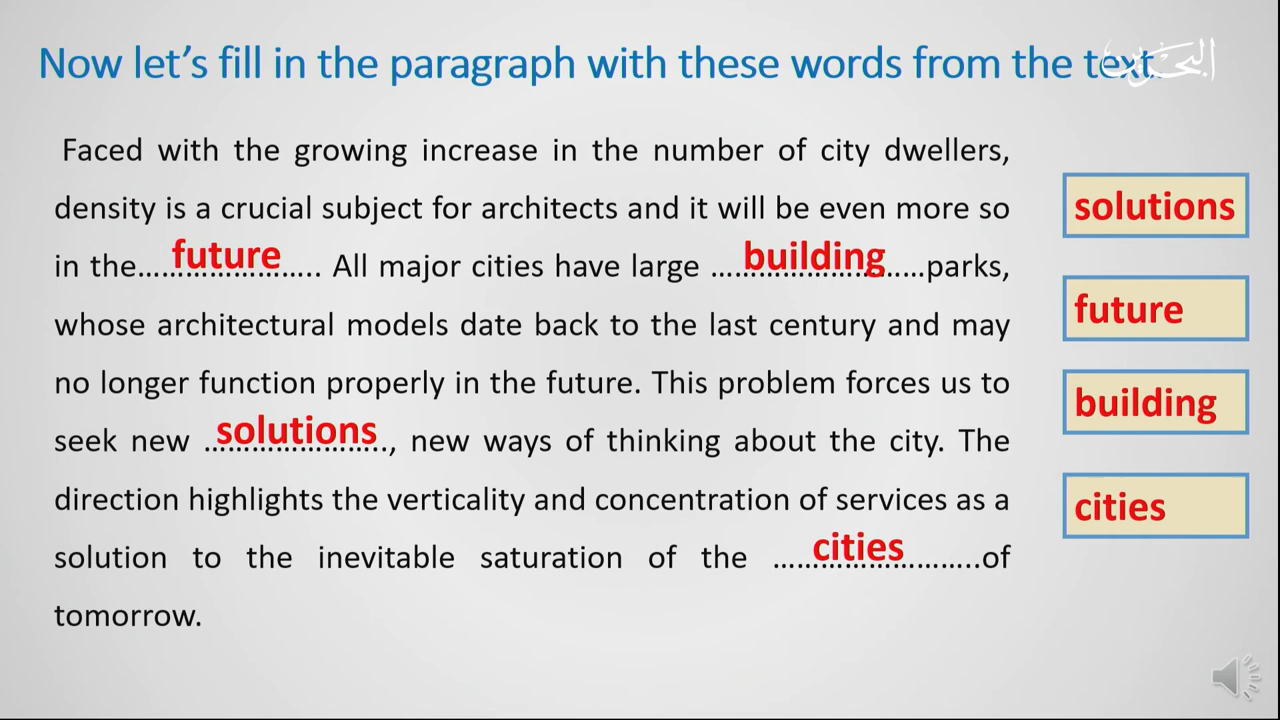 Now let's fill in the paragraph with these words from the text
البحرين
Faced with the growing increase in the number of city dwellers,
density is a crucial subject for architects and it will be even more so
in the……future……….. All major cities have large ……building……parks,
whose architectural models date back to the last century and may
no longer function properly in the future. This problem forces us to
seek new ……solutions……, new ways of thinking about the city. The
direction highlights the verticality and concentration of services as a
solution to the inevitable saturation of the ……cities……..of
tomorrow.
solutions
future
building
cities